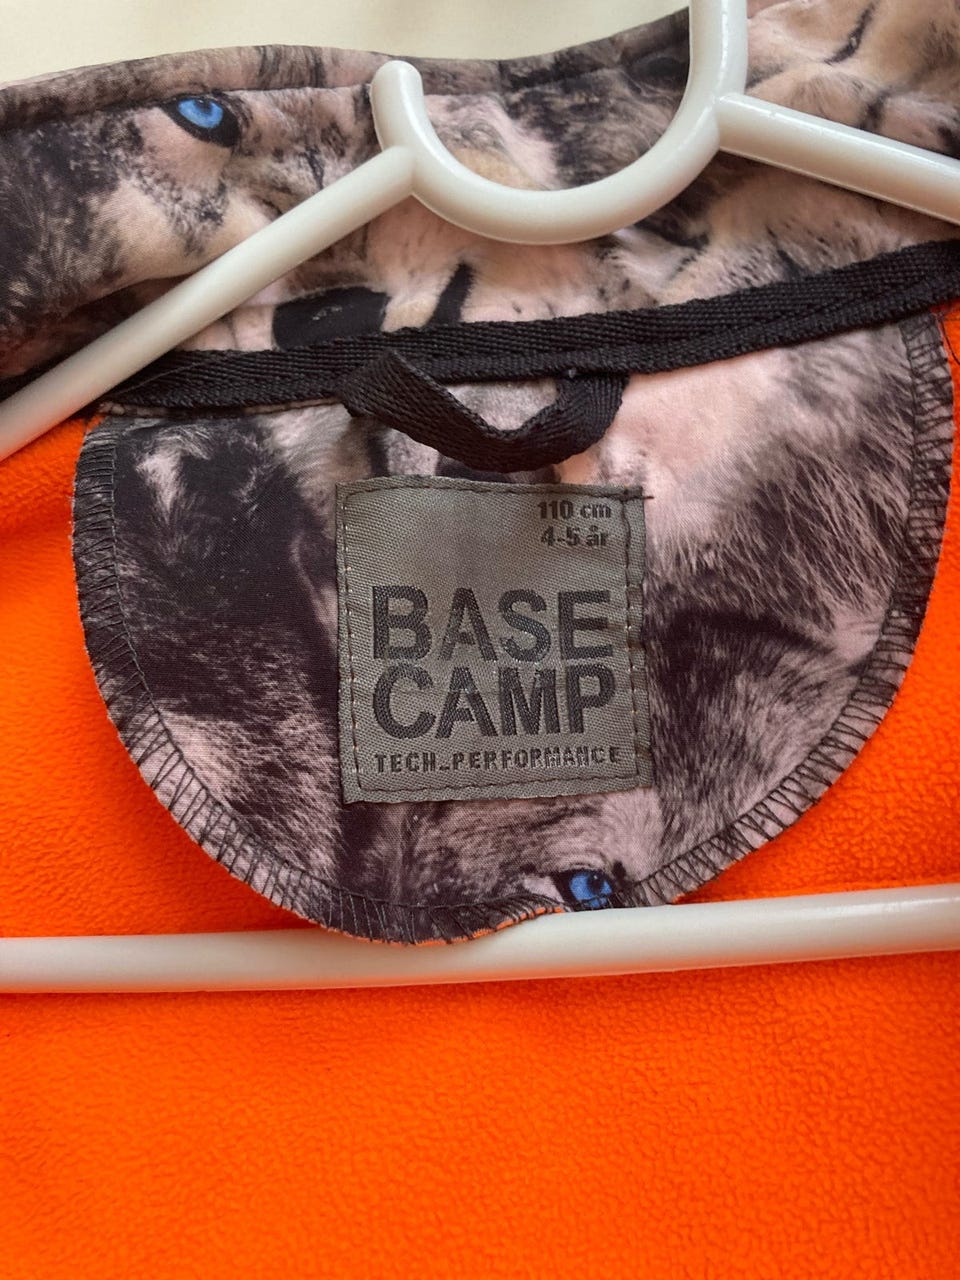 110 cm
4-5 år
BASE
CAMP
TECH_PERFORMANCE